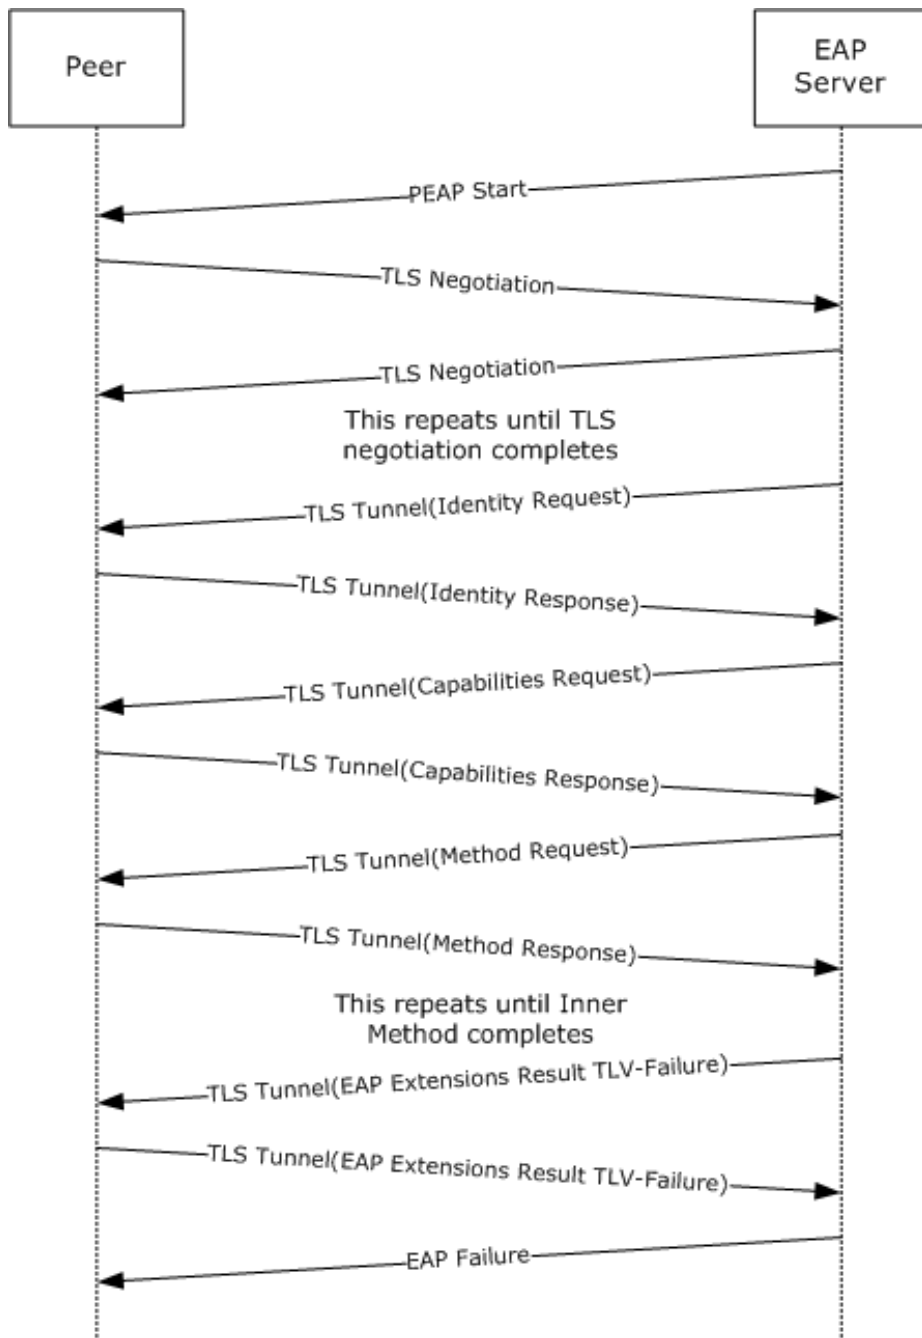 Peer
EAP
Server
PEAP Start
TLS Negotiation
TLS Negotiation
This repeats until TLS
negotiation completes
TLS Tunnel(Identity Request)
TLS Tunnel(Identity Response)
TLS Tunnel(Capabilities Request)
TLS Tunnel(Capabilities Response)
TLS Tunnel(Method Request)
TLS Tunnel(Method Response)
This repeats until Inner
Method completes
TLS Tunnel(EAP Extensions Result TLV-Failure)
TLS Tunnel(EAP Extensions Result TLV-Failure)
EAP Failure